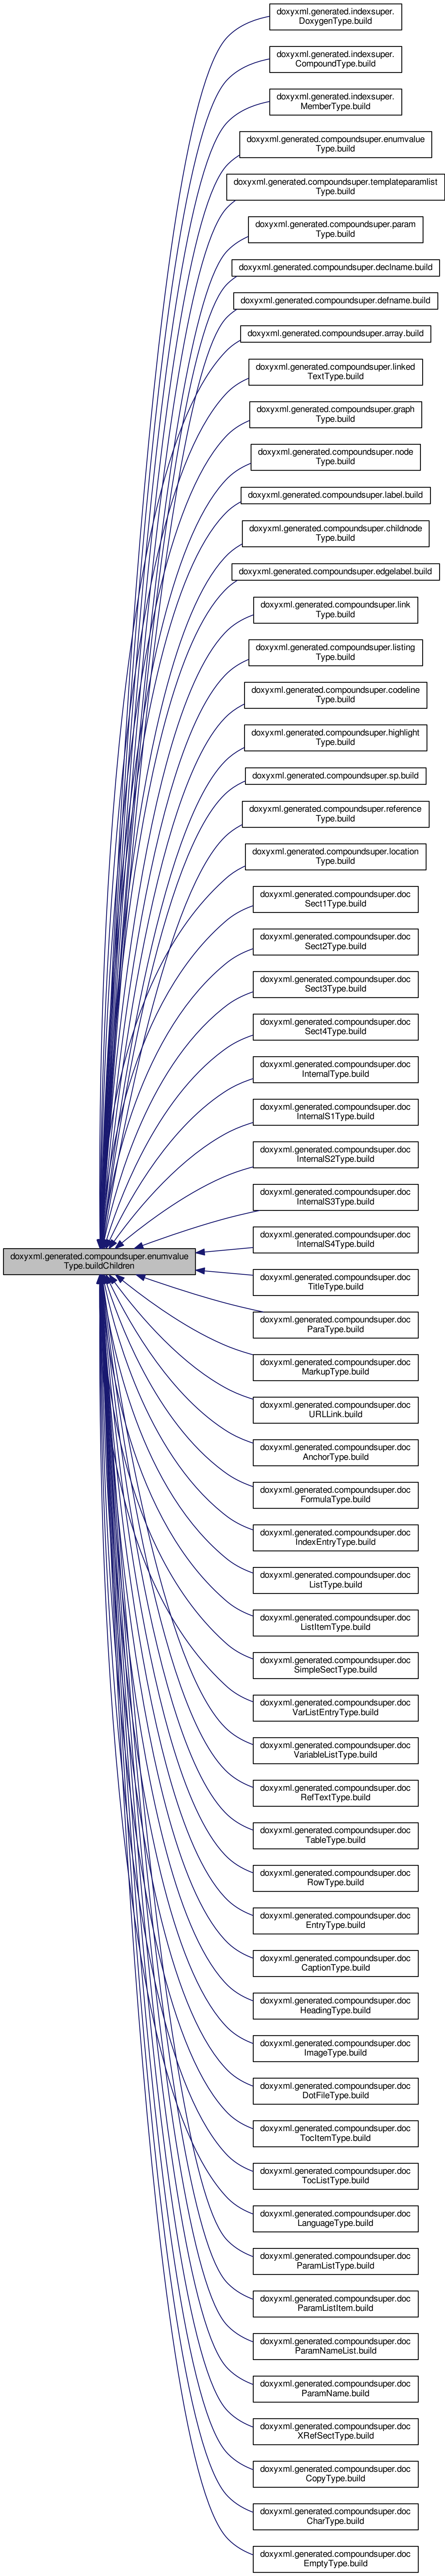 doxyxml.generated.indexsuper.
DoxygenType.build
doxyxml.generated.indexsuper.
CompoundType.build
doxyxml.generated.indexsuper.
MemberType.build
doxyxml.generated.compoundsuper.enumvalue
Type.build
doxyxml.generated.compoundsuper.templateparamlist
Type.build
doxyxml.generated.compoundsuper.param
Type.build
doxyxml.generated.compoundsuper.declname.build
doxyxml.generated.compoundsuper.defname.build
doxyxml.generated.compoundsuper.array.build
doxyxml.generated.compoundsuper.linked
TextType.build
doxyxml.generated.compoundsuper.graph
Type.build
doxyxml.generated.compoundsuper.node
Type.build
doxyxml.generated.compoundsuper.label.build
doxyxml.generated.compoundsuper.childnode
Type.build
doxyxml.generated.compoundsuper.edgelabel.build
doxyxml.generated.compoundsuper.link
Type.build
doxyxml.generated.compoundsuper.listing
Type.build
doxyxml.generated.compoundsuper.codeline
Type.build
doxyxml.generated.compoundsuper.highlight
Type.build
doxyxml.generated.compoundsuper.sp.build
doxyxml.generated.compoundsuper.reference
Type.build
doxyxml.generated.compoundsuper.location
Type.build
doxyxml.generated.compoundsuper.doc
Sect1Type.build
doxyxml.generated.compoundsuper.doc
Sect2Type.build
doxyxml.generated.compoundsuper.doc
Sect3Type.build
doxyxml.generated.compoundsuper.doc
Sect4Type.build
doxyxml.generated.compoundsuper.doc
InternalType.build
doxyxml.generated.compoundsuper.doc
InternalS1Type.build
doxyxml.generated.compoundsuper.doc
InternalS2Type.build
doxyxml.generated.compoundsuper.doc
InternalS3Type.build
doxyxml.generated.compoundsuper.doc
InternalS4Type.build
doxyxml.generated.compoundsuper.enumvalue
Type.buildChildren
doxyxml.generated.compoundsuper.doc
TitleType.build
doxyxml.generated.compoundsuper.doc
ParaType.build
doxyxml.generated.compoundsuper.doc
MarkupType.build
doxyxml.generated.compoundsuper.doc
URLLink.build
doxyxml.generated.compoundsuper.doc
AnchorType.build
doxyxml.generated.compoundsuper.doc
FormulaType.build
doxyxml.generated.compoundsuper.doc
IndexEntryType.build
doxyxml.generated.compoundsuper.doc
ListType.build
doxyxml.generated.compoundsuper.doc
ListItemType.build
doxyxml.generated.compoundsuper.doc
SimpleSectType.build
doxyxml.generated.compoundsuper.doc
VarListEntryType.build
doxyxml.generated.compoundsuper.doc
VariableListType.build
doxyxml.generated.compoundsuper.doc
RefTextType.build
doxyxml.generated.compoundsuper.doc
TableType.build
doxyxml.generated.compoundsuper.doc
RowType.build
doxyxml.generated.compoundsuper.doc
EntryType.build
doxyxml.generated.compoundsuper.doc
CaptionType.build
doxyxml.generated.compoundsuper.doc
HeadingType.build
doxyxml.generated.compoundsuper.doc
ImageType.build
doxyxml.generated.compoundsuper.doc
DotFileType.build
doxyxml.generated.compoundsuper.doc
TocItemType.build
doxyxml.generated.compoundsuper.doc
TocListType.build
doxyxml.generated.compoundsuper.doc
LanguageType.build
doxyxml.generated.compoundsuper.doc
ParamListType.build
doxyxml.generated.compoundsuper.doc
ParamListItem.build
doxyxml.generated.compoundsuper.doc
ParamNameList.build
doxyxml.generated.compoundsuper.doc
ParamName.build
doxyxml.generated.compoundsuper.doc
XRefSectType.build
doxyxml.generated.compoundsuper.doc
CopyType.build
doxyxml.generated.compoundsuper.doc
CharType.build
doxyxml.generated.compoundsuper.doc
EmptyType.build